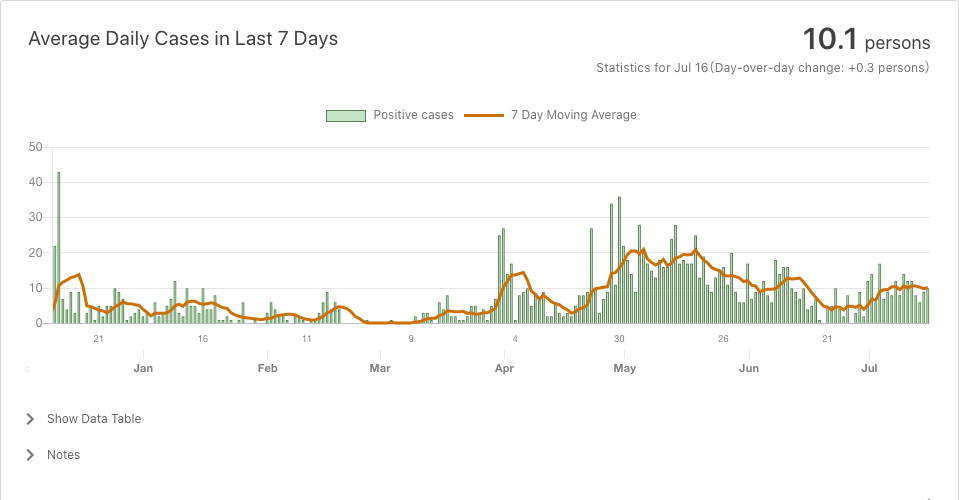 Average Daily Cases in Last 7 Days
10.1 persons
Statistics for Jul 16(Day-over-day change: +0.3 persons)
Positive cases
7 Day Moving Average
50
40
30
20
10
0
21 16 11 9 4 30 26 21
Jan Feb Mar Apr May Jun Jul
Show Data Table
Notes